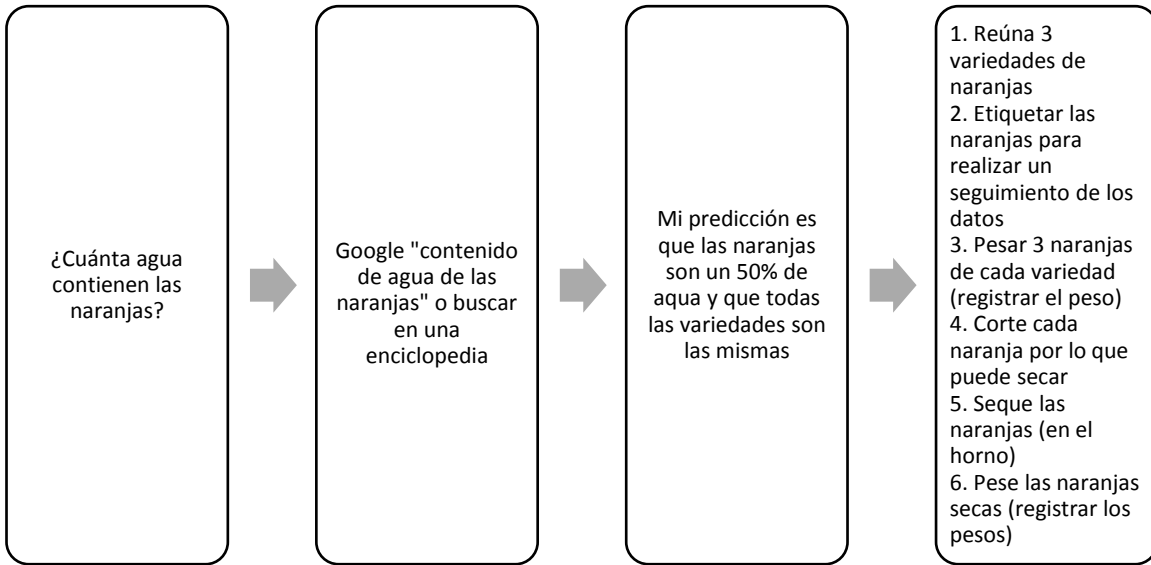 ¿Cuánta agua
contienen las
naranjas?
Google "contenido
de agua de las
naranjas" o buscar
en una
enciclopedia
Mi predicción es
que las naranjas
son un 50% de
aqua y que todas
las variedades son
las mismas
1. Reúna 3
variedades de
naranjas
2. Etiquetar las
naranjas para
realizar un
seguimiento de los
datos
3. Pesar 3 naranjas
de cada variedad
(registrar el peso)
4. Corte cada
naranja por lo que
puede secar
5. Seque las
naranjas (en el
horno)
6. Pese las naranjas
secas (registrar los
pesos)